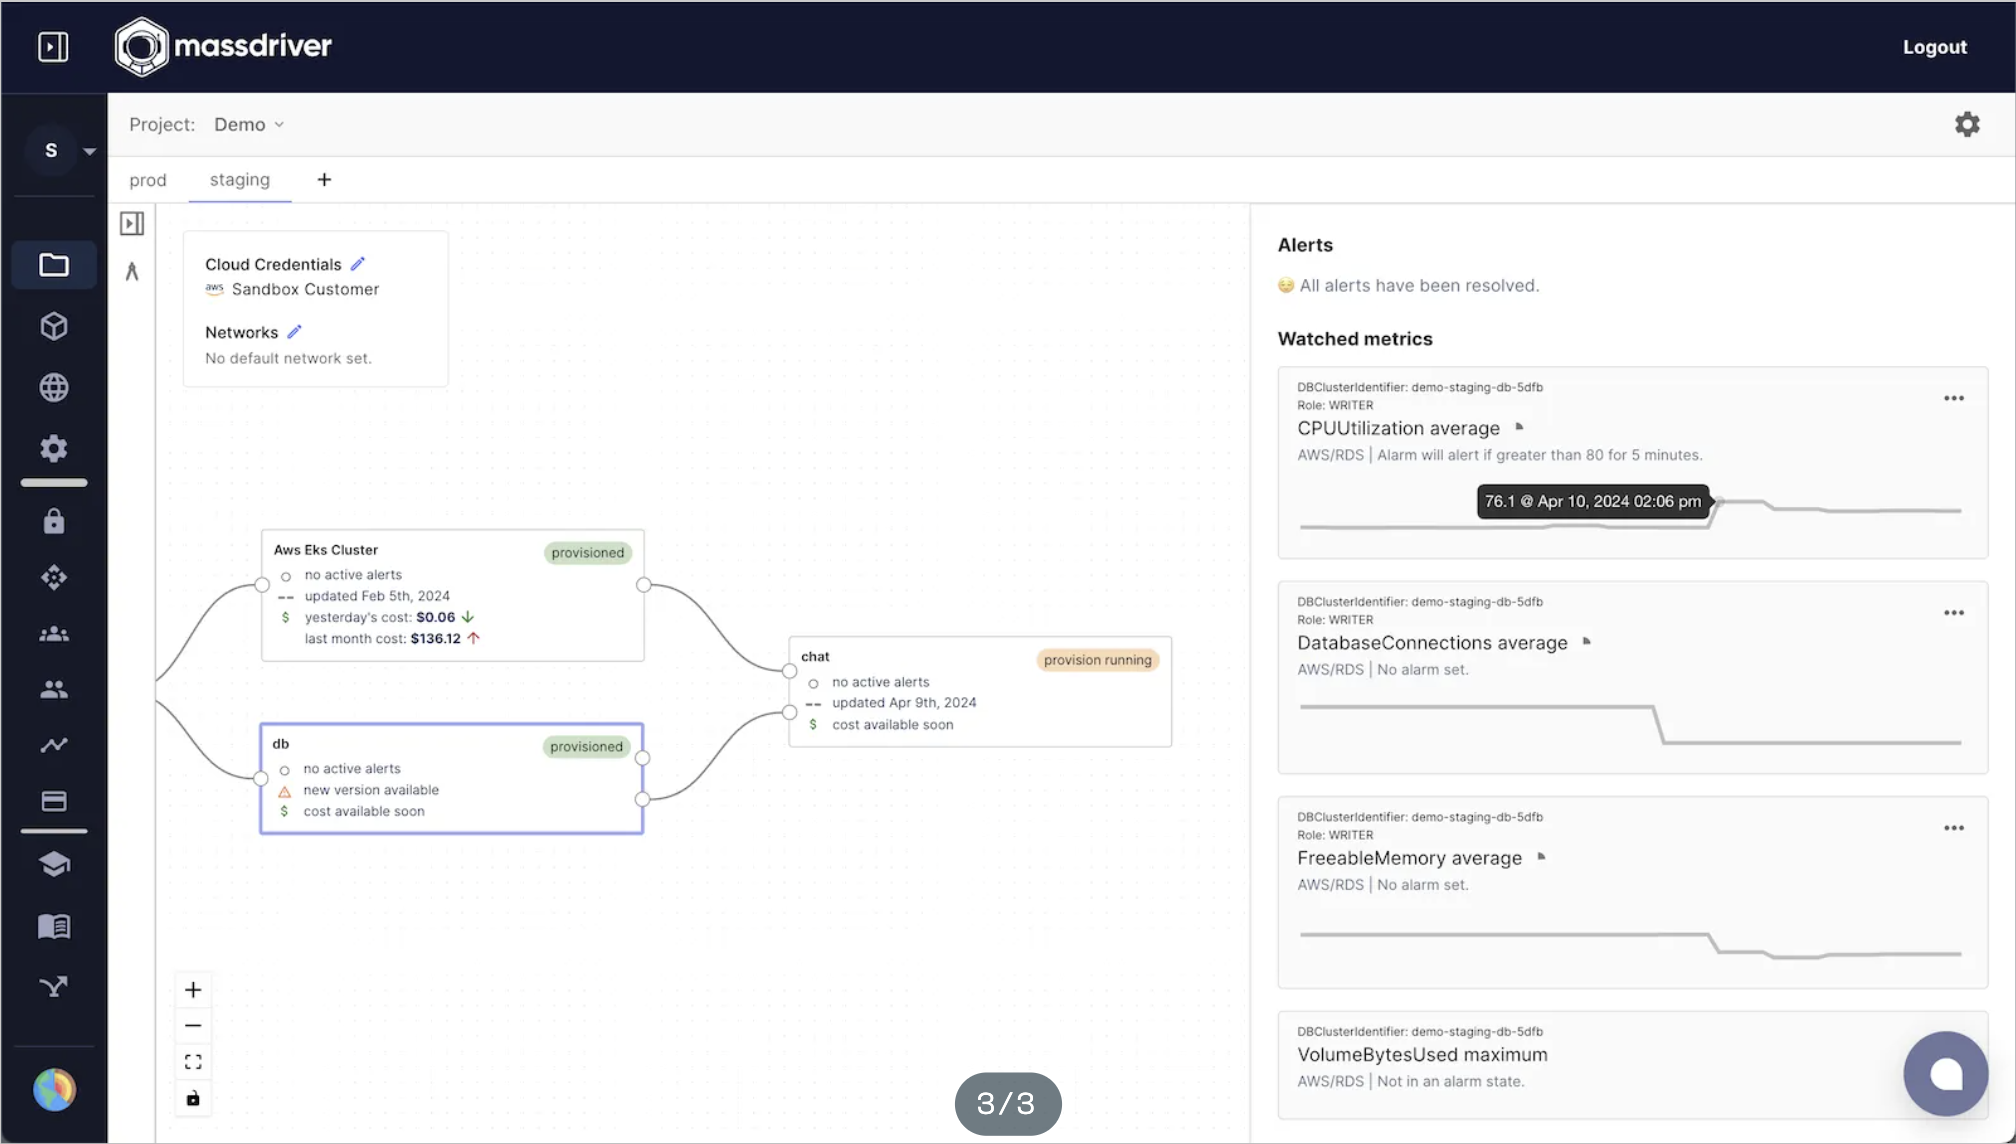 massdriver
Logout
S
Project: Demo
prod staging +
Cloud Credentials
aws Sandbox Customer
Networks
No default network set.
Aws Eks Cluster
provisioned
no active alerts
updated Feb 5th, 2024
$ yesterday's cost: $0.06 ↓
last month cost: $136.12 ↑
db
provisioned
no active alerts
new version available
$ cost available soon
chat
provision running
no active alerts
updated Apr 9th, 2024
$ cost available soon
Alerts
All alerts have been resolved.
Watched metrics
DBClusterIdentifier: demo-staging-db-5dfb
Role: WRITER
CPUUtilization average
AWS/RDS | Alarm will alert if greater than 80 for 5 minutes.
76.1 @ Apr 10, 2024 02:06 pm
DBClusterIdentifier: demo-staging-db-5dfb
Role: WRITER
DatabaseConnections average
AWS/RDS | No alarm set.
DBClusterIdentifier: demo-staging-db-5dfb
Role: WRITER
FreeableMemory average
AWS/RDS | No alarm set.
DBClusterIdentifier: demo-staging-db-5dfb
VolumeBytesUsed maximum
AWS/RDS | Not in an alarm state.
3/3